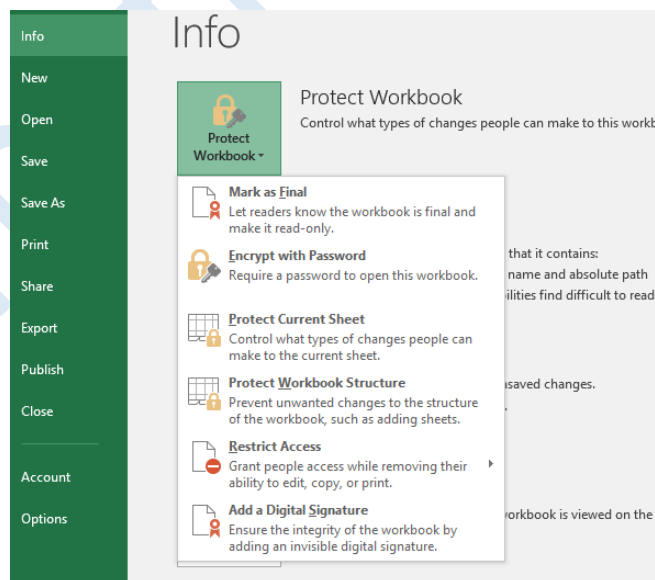 Info
New
Open
Save
Save As
Print
Share
Export
Publish
Close
Account
Options
Info
Protect
Workbook
Protect Workbook
Control what types of changes people can make to this
Mark as Final
Let readers know the workbook is final and
make it read-only.
Encrypt with Password
Require a password to open this workbook.
Protect Current Sheet
Control what types of changes people can
make to the current sheet.
Protect Workbook Structure
Prevent unwanted changes to the structure
of the workbook, such as adding sheets.
Restrict Access
Grant people access while removing their
ability to edit, copy, or print.
Add a Digital Signature
Ensure the integrity of the workbook by
adding an invisible digital signature.
that it contains:
name and absolute path
find difficult to read
changes.
is viewed on the